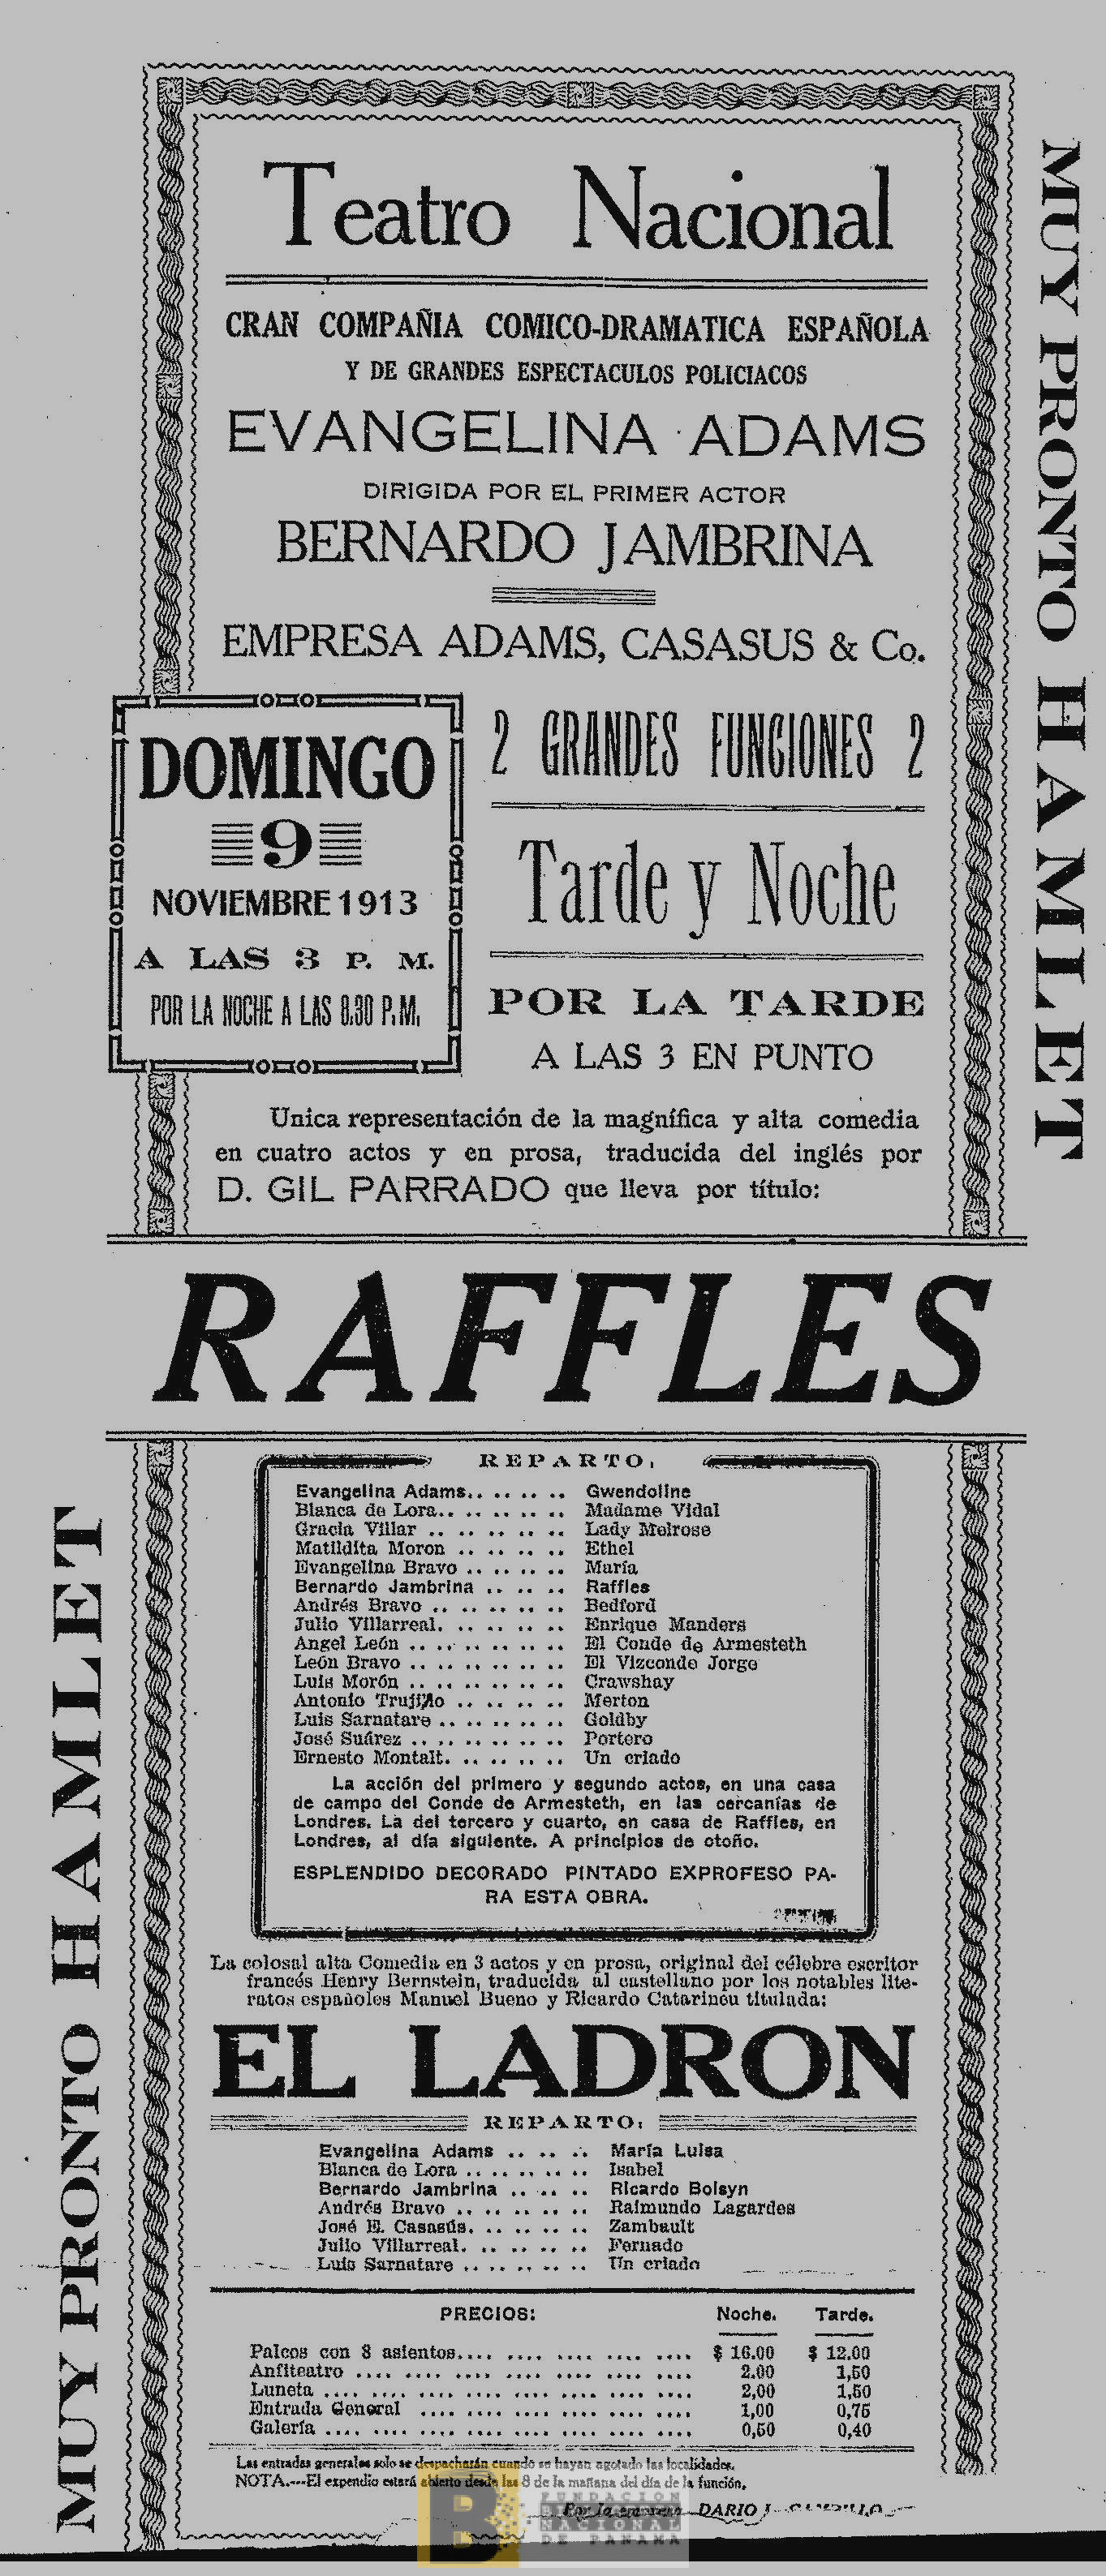 Teatro Nacional
CRAN COMPAÑIA COMICO-DRAMATICA ESPAÑOLA
Y DE GRANDES ESPECTACULOS POLICIACOS
EVANGELINA ADAMS
DIRIGIDA POR EL PRIMER ACTOR
BERNARDO JAMBRINA
EMPRESA ADAMS, CASASUS & Co.
DOMINGO
9
NOVIEMBRE 1913
A LAS 3 P. M.
POR LA NOCHE A LAS 8.30 P.M.
2 GRANDES FUNCIONES 2
Tarde y Noche
POR LA TARDE
A LAS 3 EN PUNTO
Unica representación de la magnífica y alta comedia
en cuatro actos y en prosa, traducida del inglés por
D. GIL PARRADO que lleva por título:
RAFFLES
REPARTO.
Evangelina Adams.. .. .. .. Gwendoline
Blanca de Lora.. .. .. .. .. Madame Vidal
Gracia Villar .. .. .. .. .. Lady Melrose
Matildita Moron .. .. .. .. Ethel
Evangelina Bravo .. .. .. .. María
Bernardo Jambrina .. .. .. Raffles
Andrés Bravo .. .. .. .. .. Bedford
Julio Villarreal. .. .. .. .. Enrique Manders
Angel León .. .. .. .. .. .. El Conde de Armesteth
León Bravo .. .. .. .. .. .. El Vizconde Jorge
Luis Morón .. .. .. .. .. .. Crawshay
Antonio Trujillo .. .. .. .. Merton
Luis Sarnatare .. .. .. .. .. Goldby
José Suárez .. .. .. .. .. .. Portero
Ernesto Montalt. .. .. .. .. Un criado
La acción del primero y segundo actos, en una casa
de campo del Conde de Armesteth, en las cercanías de
Londres. La del tercero y cuarto, en casa de Raffles, en
Londres, al día siguiente. A principios de otoño.
ESPLENDIDO DECORADO PINTADO EXPROFESO PA-
RA ESTA OBRA.
La colosal alta Comedia en 3 actos y en prosa, original del célebre escritor
francés Henry Bernstein, traducida al castellano por los notables lite-
ratos españoles Manuel Bueno y Ricardo Catarineu titulada:
EL LADRON
REPARTO:
Evangelina Adams .. .. .. María Luisa
Blanca de Lora .. .. .. .. .. Isabel
Bernardo Jambrina .. .. .. Ricardo Bolsyn
Andrés Bravo .. .. .. .. .. Raimundo Lagardes
José E. Casasús. .. .. .. .. Zambault
Julio Villarreal. .. .. .. .. Fernado
Luis Sarnatare .. .. .. .. .. Un criado
PRECIOS: Noche. Tarde.
Palcos con 8 asientos.... .... .... .... .... $ 16.00 $ 12.00
Anfiteatro .... .... .... .... .... .... .... 2.00 1,50
Luneta .... .... .... .... .... .... .... .... 2,00 1,50
Entrada General .... .... .... .... .... .... 1,00 0,75
Galería .... .... .... .... .... .... .... .... 0,50 0,40
Las entradas generales solo se despacharán cuando se hayan agotado las localidades.
NOTA.---El expendio estará abierto desde las 8 de la mañana del día de la función.
Por la empresa DARIO
MUY PRONTO HAMLET
MUY PRONTO HAMLET
B
FUNDACION
BIBLIOTECA
NACIONAL
DE PANAMA